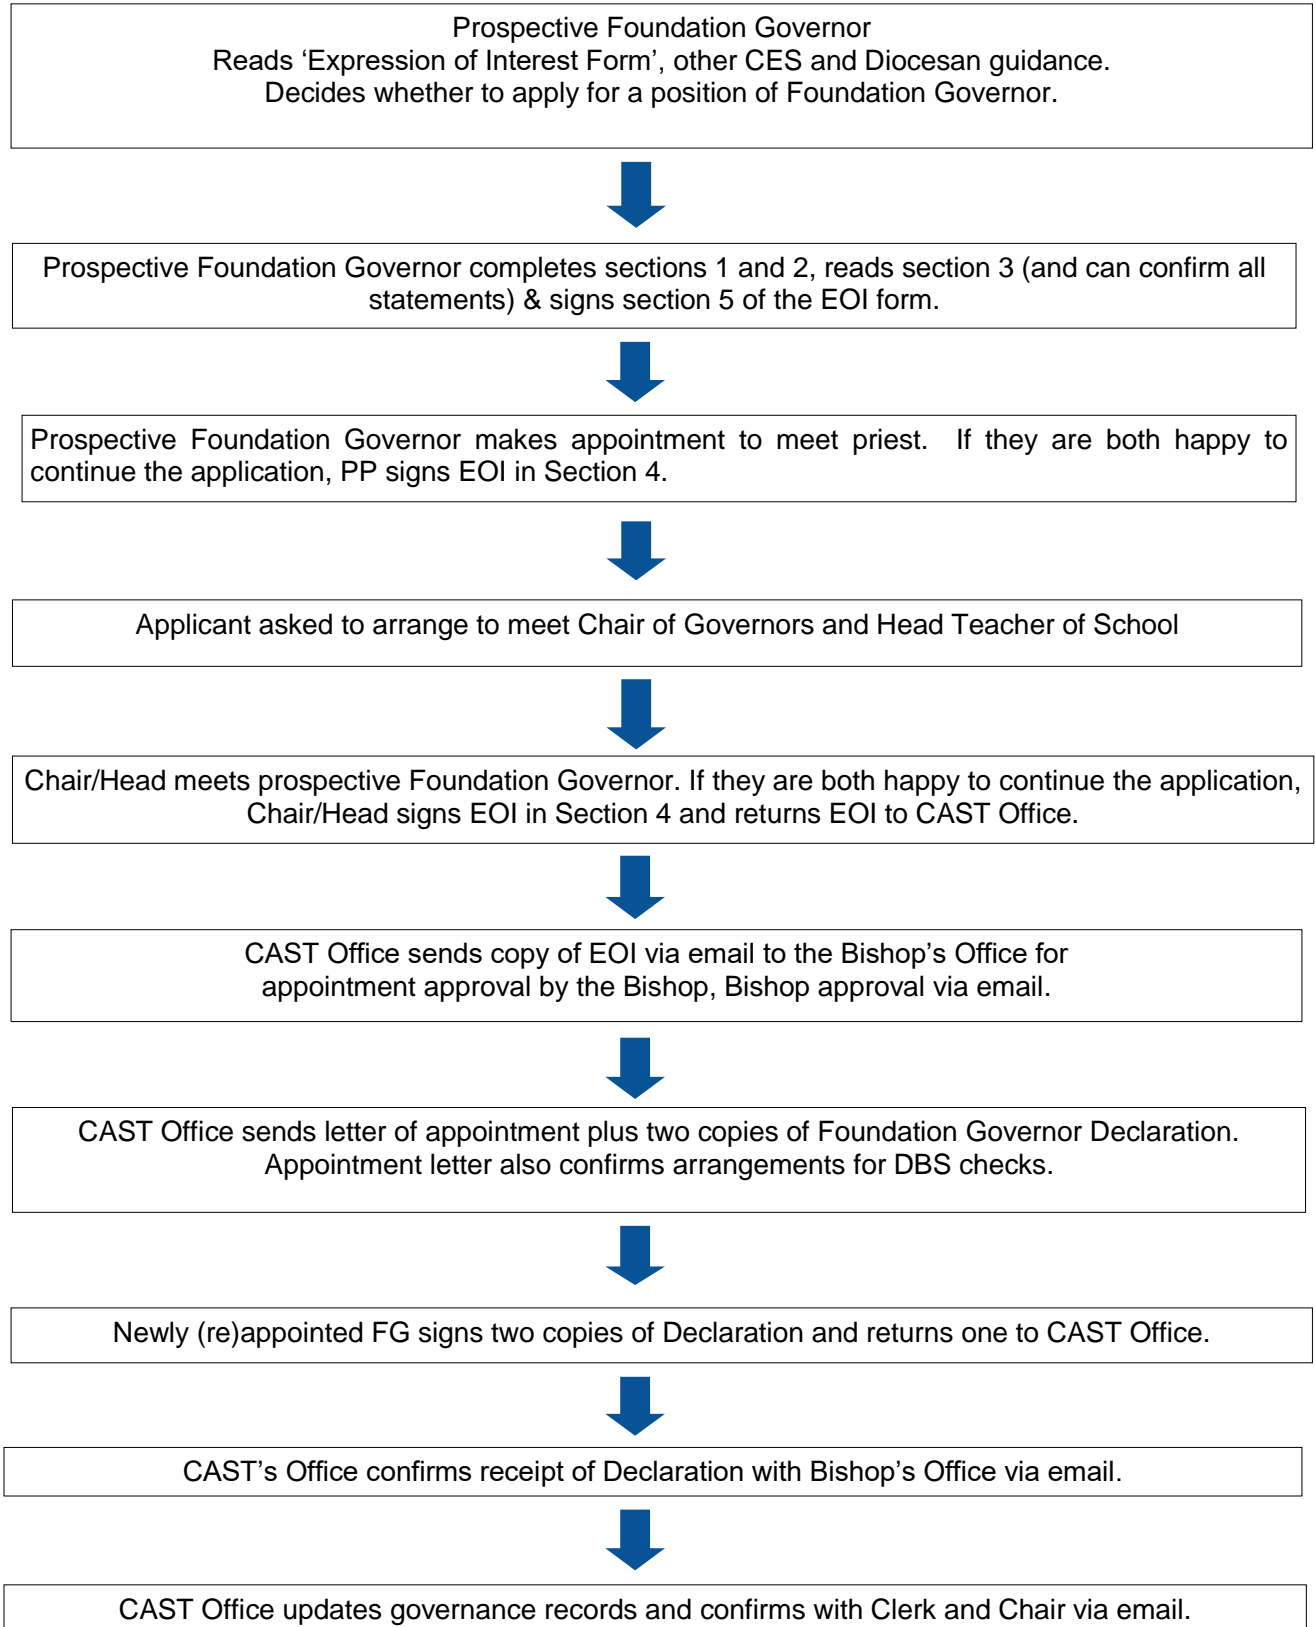 Prospective Foundation Governor
Reads ‘Expression of Interest Form’, other CES and Diocesan guidance.
Decides whether to apply for a position of Foundation Governor.
Prospective Foundation Governor completes sections 1 and 2, reads section 3 (and can confirm all
statements) & signs section 5 of the EOI form.
Prospective Foundation Governor makes appointment to meet priest. If they are both happy to
continue the application, PP signs EOI in Section 4.
Applicant asked to arrange to meet Chair of Governors and Head Teacher of School
Chair/Head meets prospective Foundation Governor. If they are both happy to continue the application,
Chair/Head signs EOI in Section 4 and returns EOI to CAST Office.
CAST Office sends copy of EOI via email to the Bishop’s Office for
appointment approval by the Bishop, Bishop approval via email.
CAST Office sends letter of appointment plus two copies of Foundation Governor Declaration.
Appointment letter also confirms arrangements for DBS checks.
Newly (re)appointed FG signs two copies of Declaration and returns one to CAST Office.
CAST’s Office confirms receipt of Declaration with Bishop’s Office via email.
CAST Office updates governance records and confirms with Clerk and Chair via email.